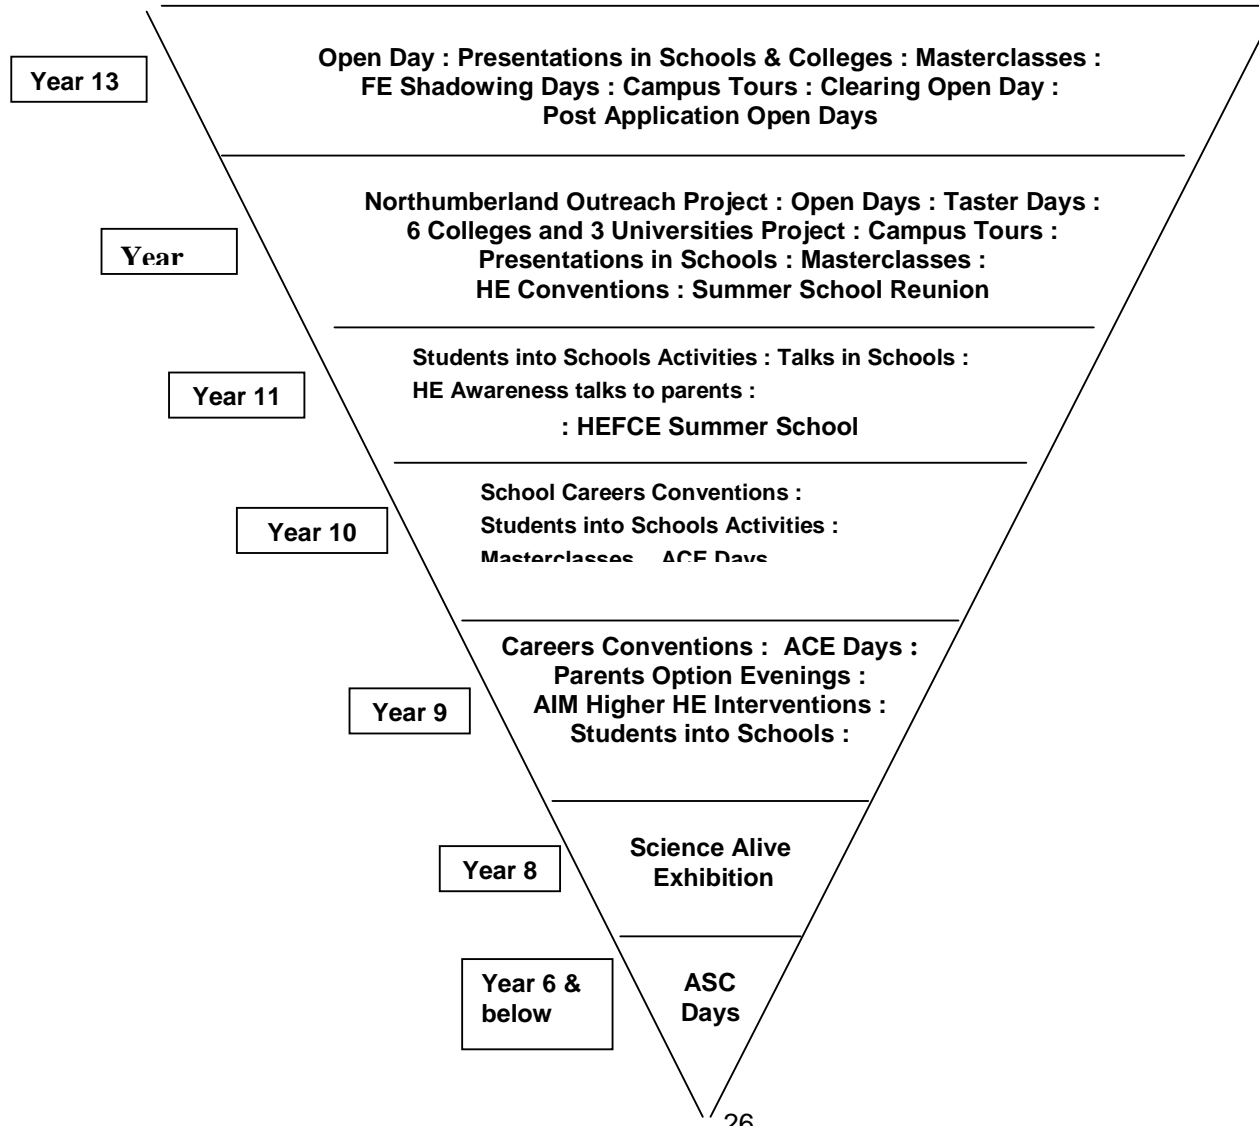 Year 13
Open Day : Presentations in Schools & Colleges : Masterclasses :
FE Shadowing Days : Campus Tours : Clearing Open Day :
Post Application Open Days
Year
Northumberland Outreach Project : Open Days : Taster Days :
6 Colleges and 3 Universities Project : Campus Tours :
Presentations in Schools : Masterclasses :
HE Conventions : Summer School Reunion
Year 11
Students into Schools Activities : Talks in Schools :
HE Awareness talks to parents :
: HEFCE Summer School
Year 10
School Careers Conventions :
Students into Schools Activities :
Masterclasses ACE Days
Year 9
Careers Conventions : ACE Days :
Parents Option Evenings :
AIM Higher HE Interventions :
Students into Schools :
Year 8
Science Alive
Exhibition
Year 6 &
below
ASC
Days
26